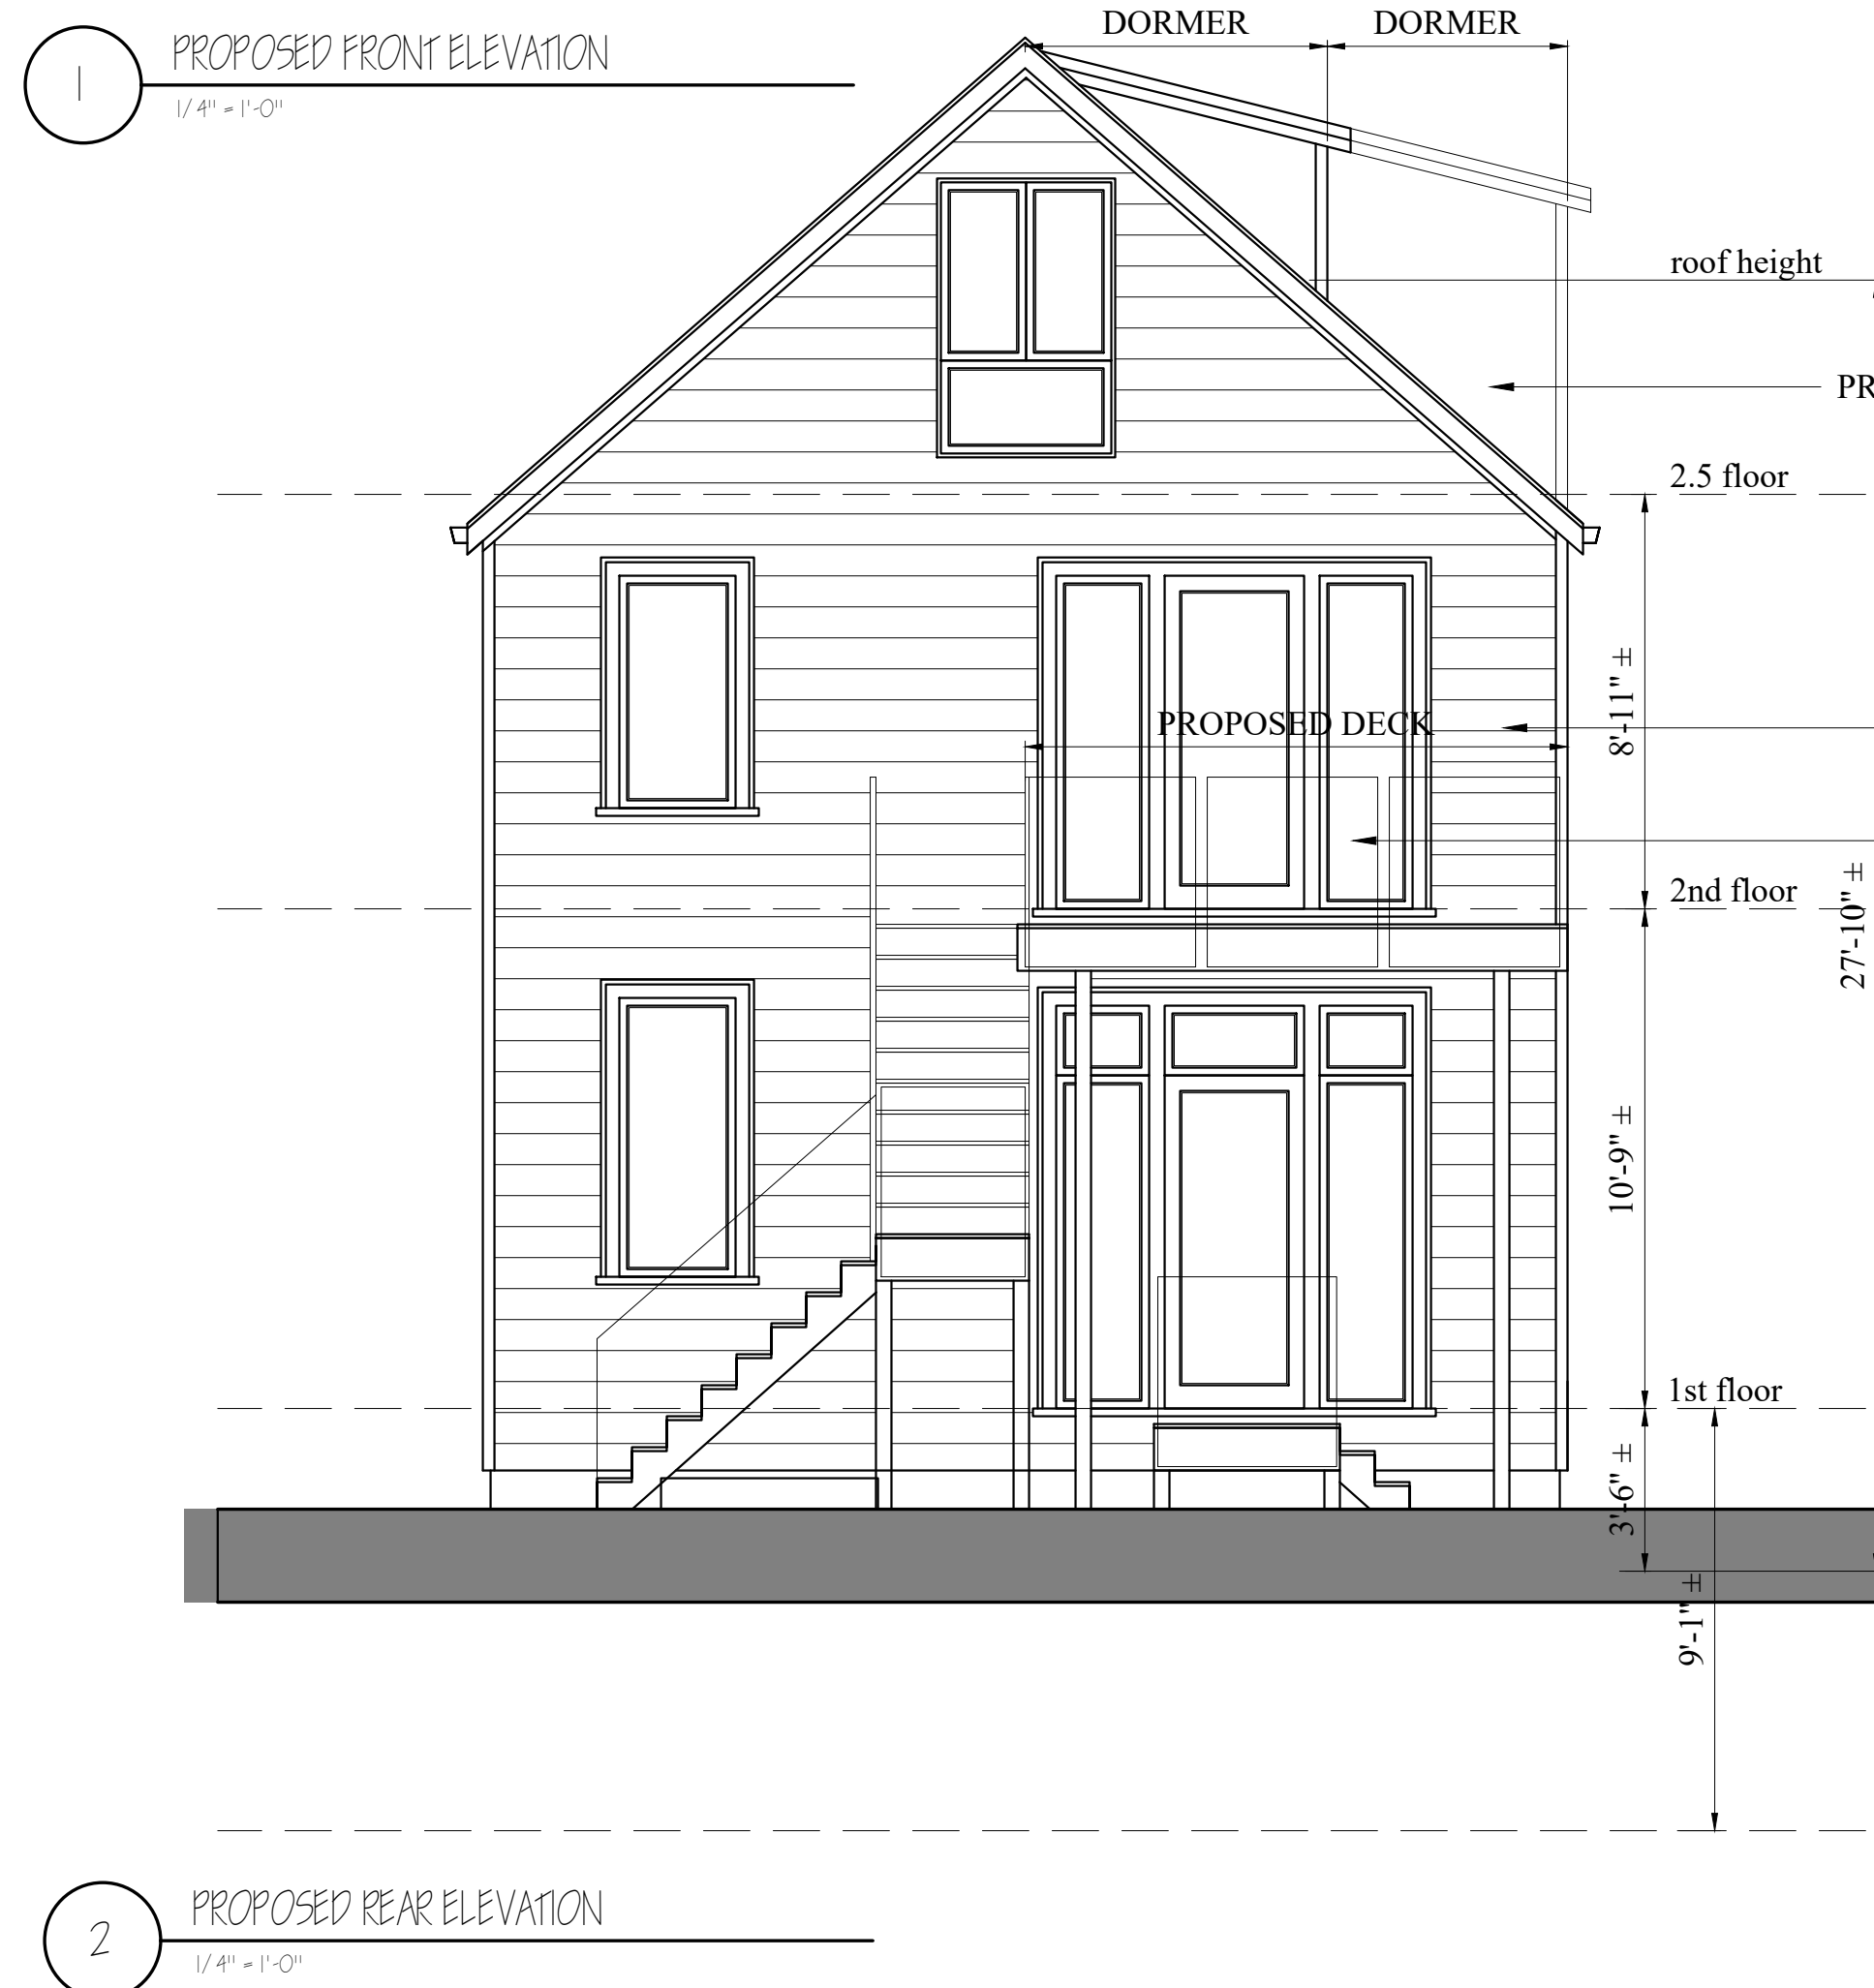 1
PROPOSED FRONT ELEVATION
1/4" = 1'-0"
DORMER DORMER
roof height
PR
2.5 floor
8'-11" ±
PROPOSED DECK
2nd floor
27'-10" ±
10'-9" ±
1st floor
3'-6" ±
9'-1" ±
2
PROPOSED REAR ELEVATION
1/4" = 1'-0"